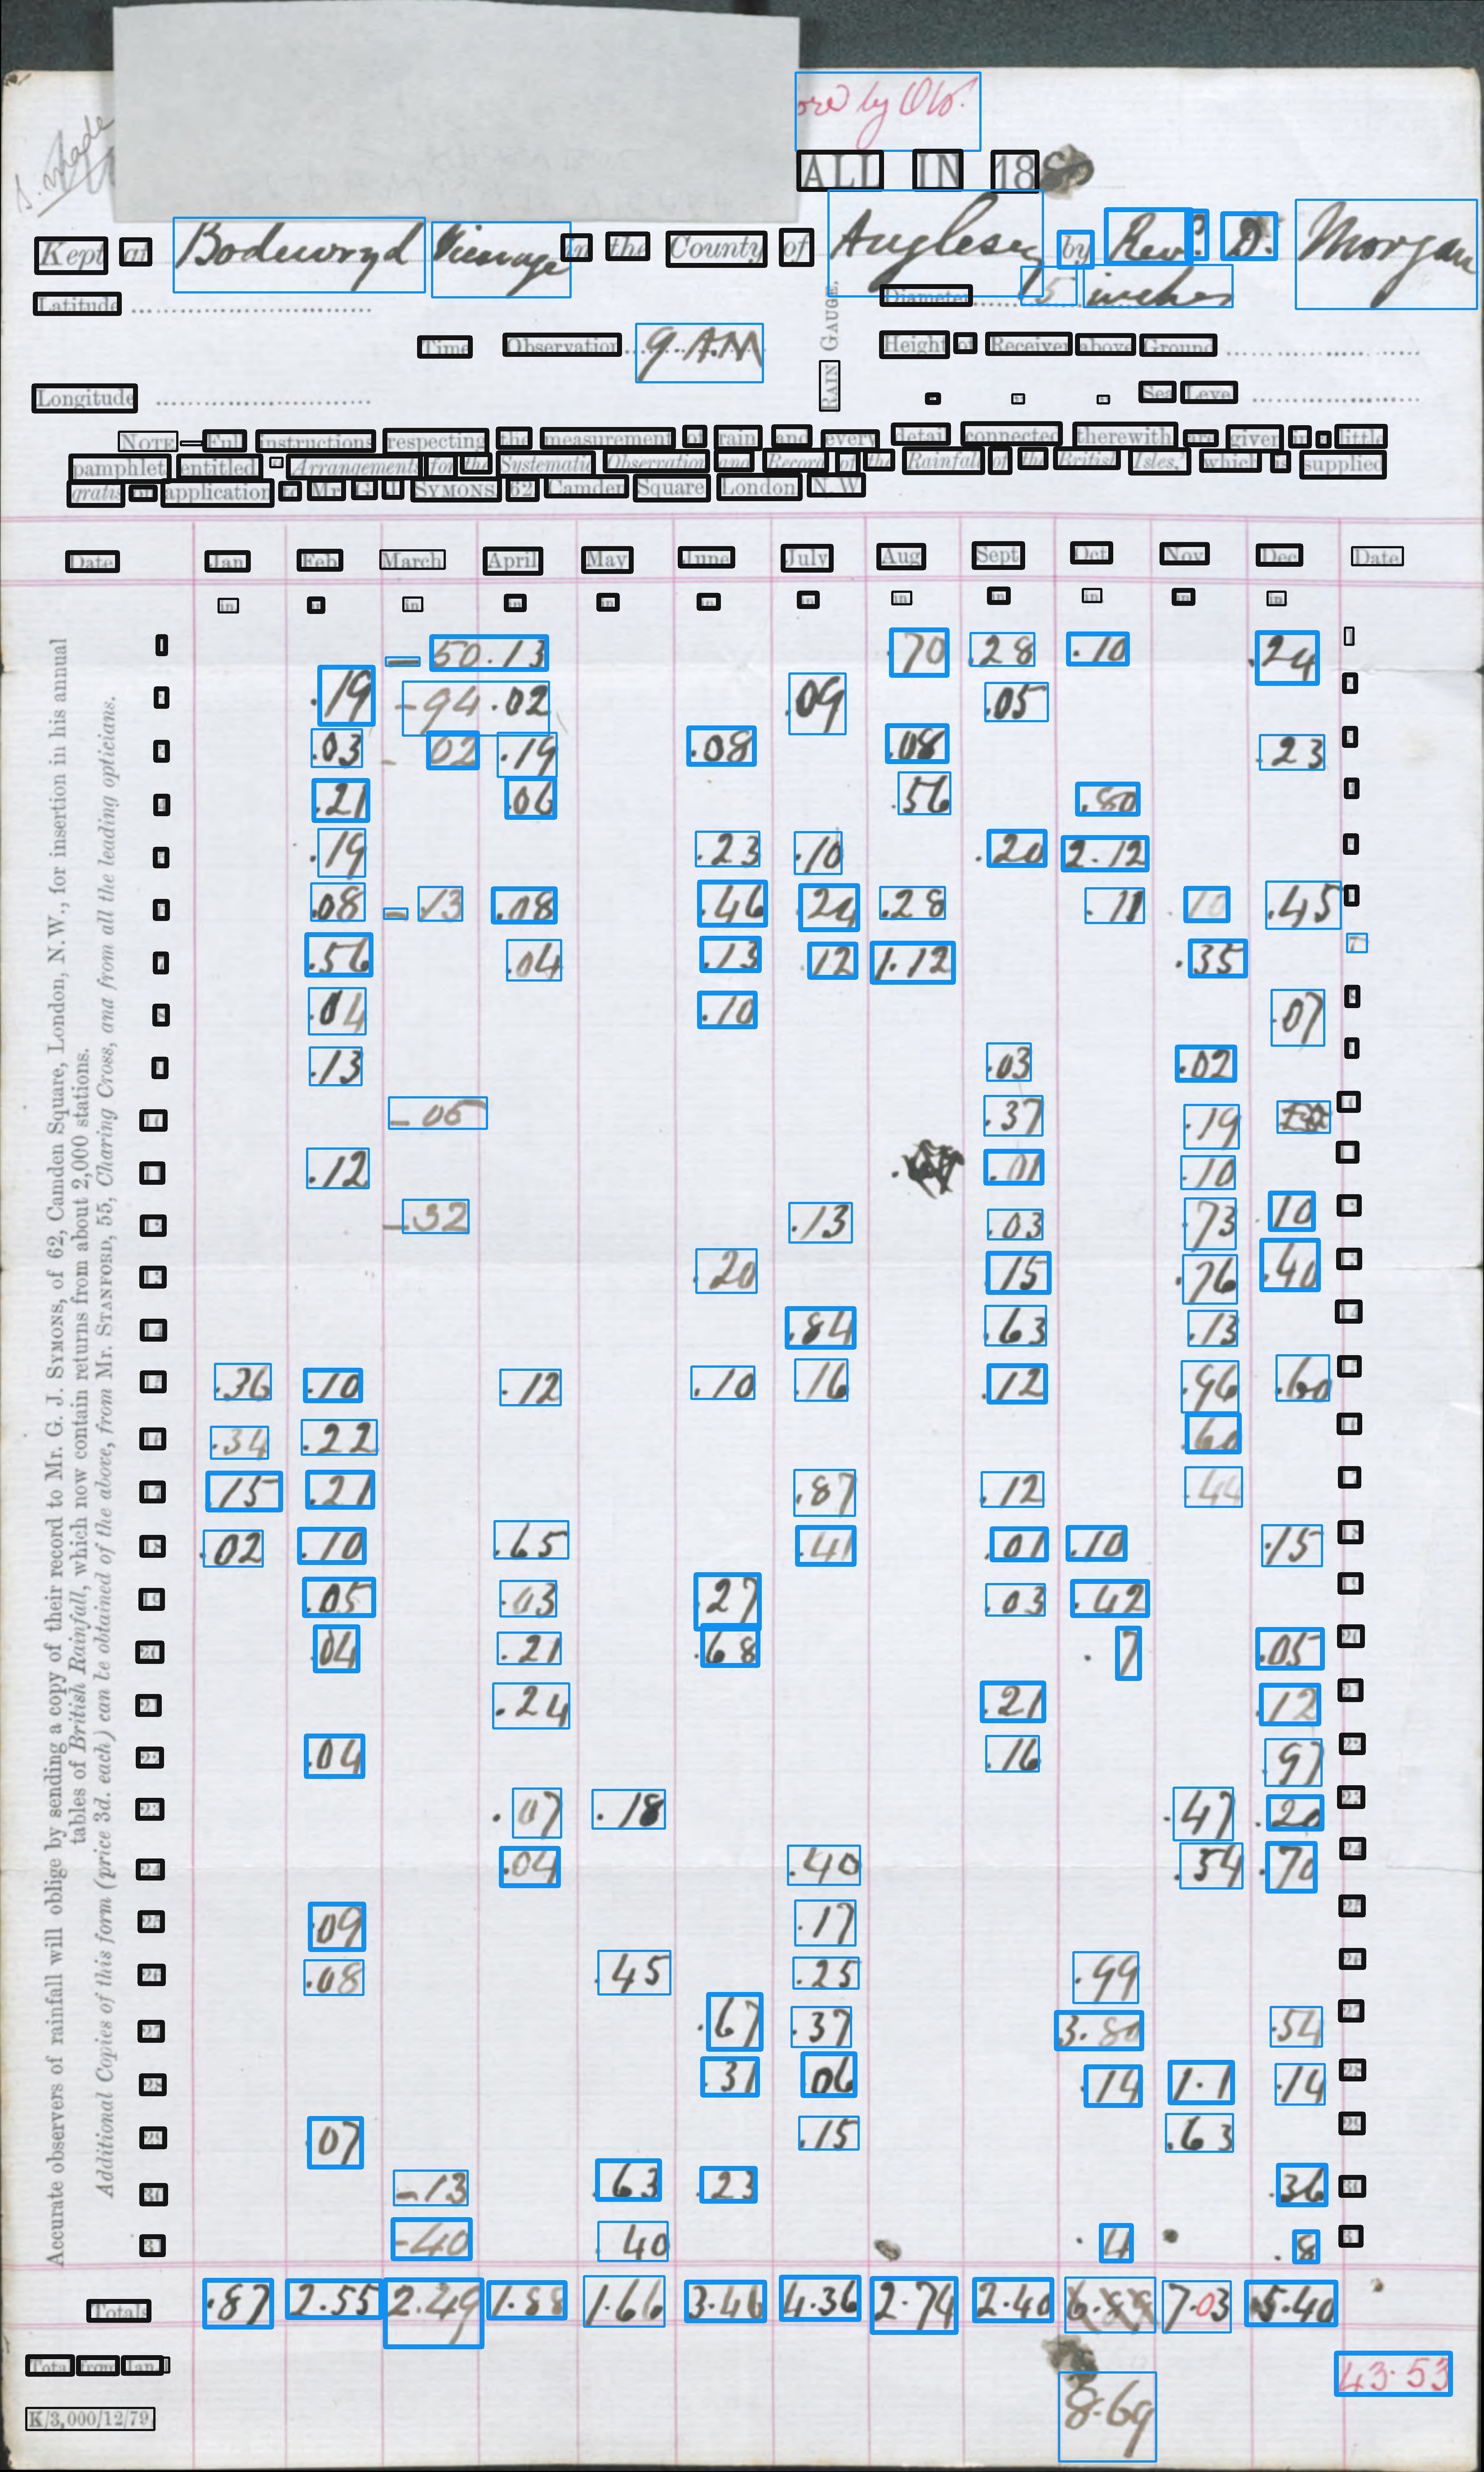 ored by Obs.
ALL IN 188
Kept at Bodewryd Vicarage in the County of Anglesey by Rev.d D. Morgan
Latitude Diameter 5 inches
Time Observation 9 A.M RAIN GAUGE. Height of Receiver above Ground
Longitude " " " Sea Level
NOTE.—Full instructions respecting the measurement of rain and every detail connected therewith are given in a little
pamphlet entitled "Arrangements for the Systematic Observation and Record of the Rainfall of the British Isles," which is supplied
gratis on application to Mr. G. J. SYMONS, 62, Camden Square, London, N.W.
Accurate observers of rainfall will oblige by sending a copy of their record to Mr. G. J. SYMONS, of 62, Camden Square, London, N.W., for insertion in his annual
tables of British Rainfall, which now contain returns from about 2,000 stations.
Additional Copies of this form (price 3d. each) can be obtained of the above, from Mr. STANFORD, 55, Charing Cross, and from all the leading opticians.
Date Jan Feb March April May June July Aug Sept Oct Nov Dec Date
in in in in in in in in in in in in
1 – 50 .13 .70 .28 .10 .24 1
2 .19 – 94 .02 .09 .05 2
3 .03 – 02 .19 .08 .08 .23 3
4 .21 .06 .56 .80 4
5 .19 .23 .10 .20 2.12 5
6 .08 – 13 .08 .46 .24 .28 .11 .10 .45 6
7 .56 .04 .13 .12 1.12 .35 7
8 .04 .10 .07 8
9 .13 .03 .02 9
10 – 05 .37 .19 10
11 .12 .01 .10 11
12 – 32 .13 .03 .73 .10 12
13 .20 .15 .76 .40 13
14 .84 .63 .13 14
15 .36 .10 .12 .10 .16 .12 .96 .60 15
16 .34 .22 .60 16
17 .15 .21 .87 .12 .44 17
18 .02 .10 .65 .41 .01 .10 .15 18
19 .05 .03 .27 .03 .42 19
20 .04 .21 .68 .7 .05 20
21 .24 .21 .12 21
22 .04 .16 .97 22
23 .07 .18 .47 .20 23
24 .04 .40 .54 .70 24
25 .09 .17 25
26 .08 .45 .25 .99 26
27 .67 .37 3.80 .54 27
28 .31 .06 .14 1.1 .14 28
29 .07 .15 .63 29
30 – 13 .63 .23 .36 30
31 – 40 .40 .4 .8 31
Totals .87 2.55 2.49 1.88 1.66 3.46 4.36 2.74 2.40 6.89 7.03 5.40
Total from Jan. 1 43.53
8.69
K/3,000/12/79.